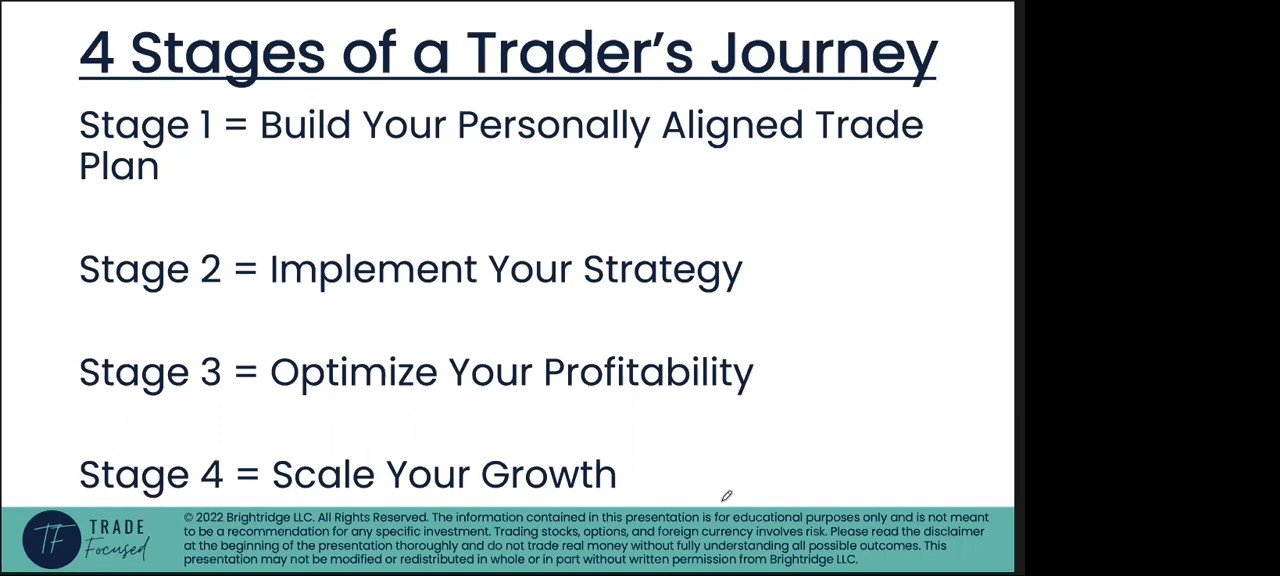 4 Stages of a Trader’s Journey
Stage 1 = Build Your Personally Aligned Trade
Plan
Stage 2 = Implement Your Strategy
Stage 3 = Optimize Your Profitability
Stage 4 = Scale Your Growth
TF
TRADE
Focused
© 2022 Brightridge LLC. All Rights Reserved. The information contained in this presentation is for educational purposes only and is not meant
to be a recommendation for any specific investment. Trading stocks, options, and foreign currency involves risk. Please read the disclaimer
at the beginning of the presentation thoroughly and do not trade real money without fully understanding all possible outcomes. This
presentation may not be modified or redistributed in whole or in part without written permission from Brightridge LLC.